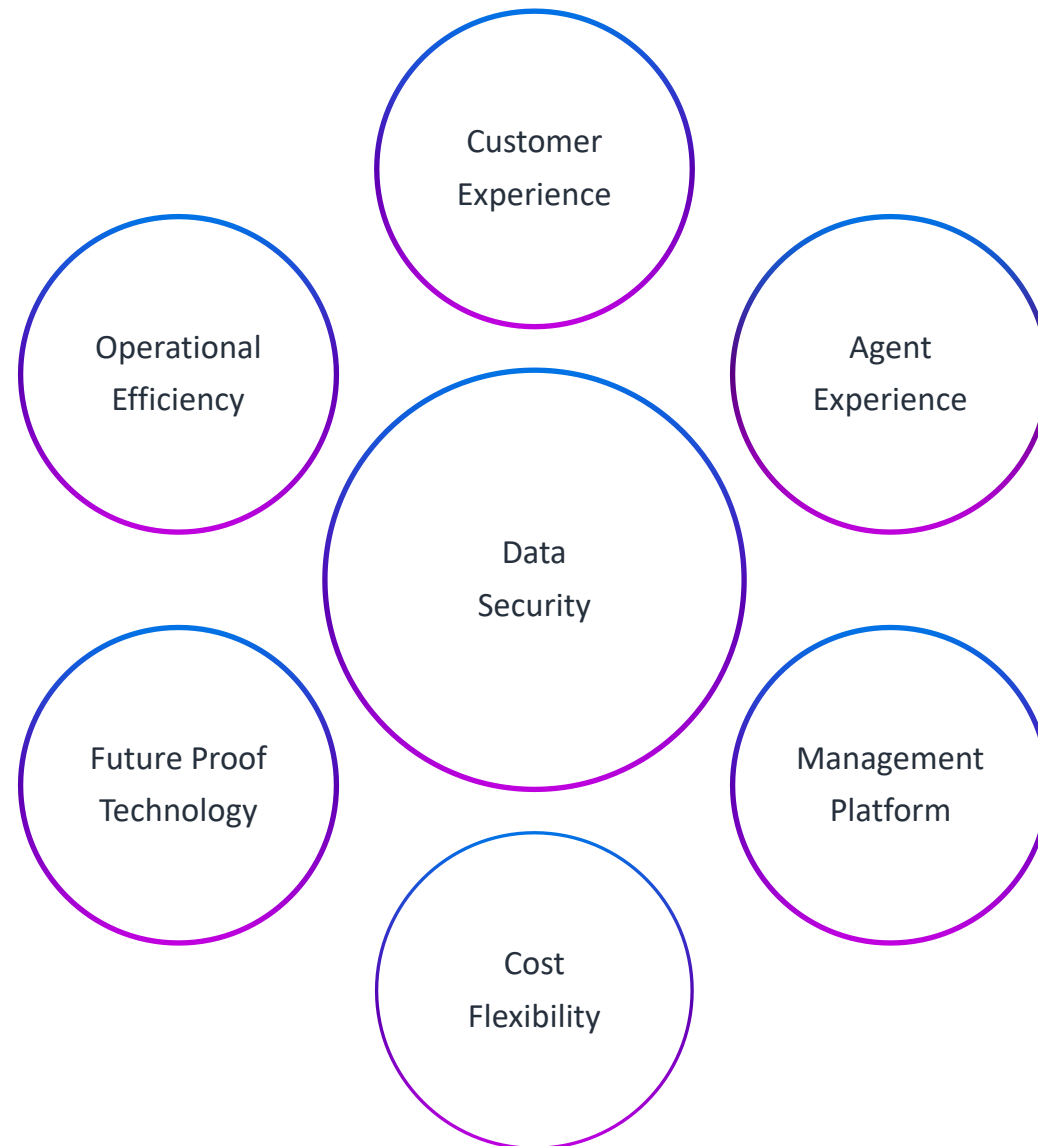 Customer
Experience
Operational
Efficiency
Agent
Experience
Data
Security
Future Proof
Technology
Management
Platform
Cost
Flexibility